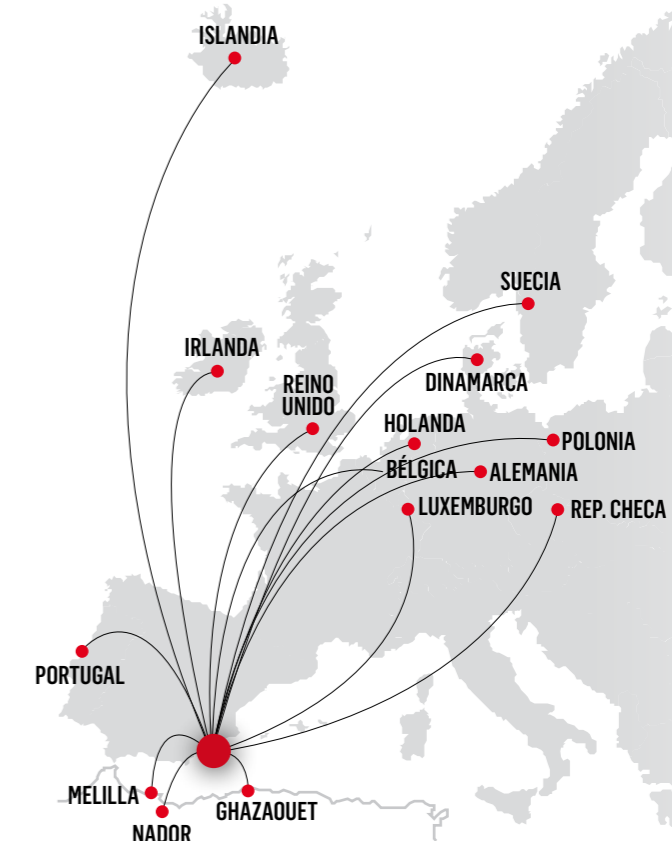 ISLANDIA
SUECIA
IRLANDA
REINO
UNIDO
DINAMARCA
HOLANDA
POLONIA
BÉLGICA
ALEMANIA
LUXEMBURGO
REP. CHECA
PORTUGAL
MELILLA
GHAZAOUET
NADOR